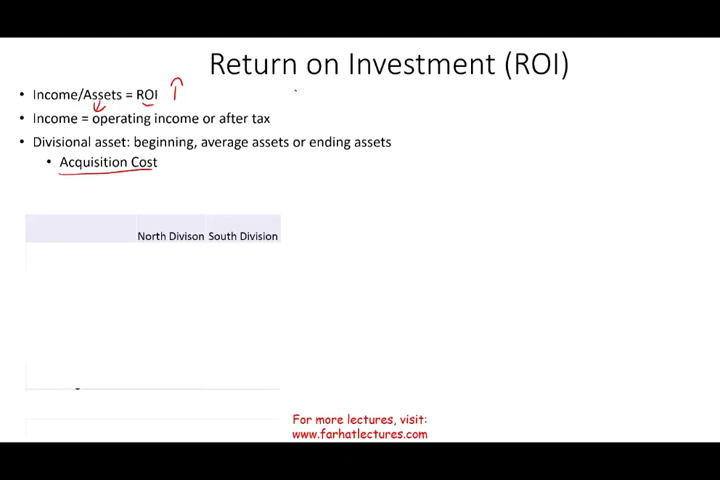 Return on Investment (ROI)
• Income/Assets = ROI
• Income = operating income or after tax
• Divisional asset: beginning, average assets or ending assets
• Acquisition Cost
North Divison South Division
For more lectures, visit:
www.farhatlectures.com